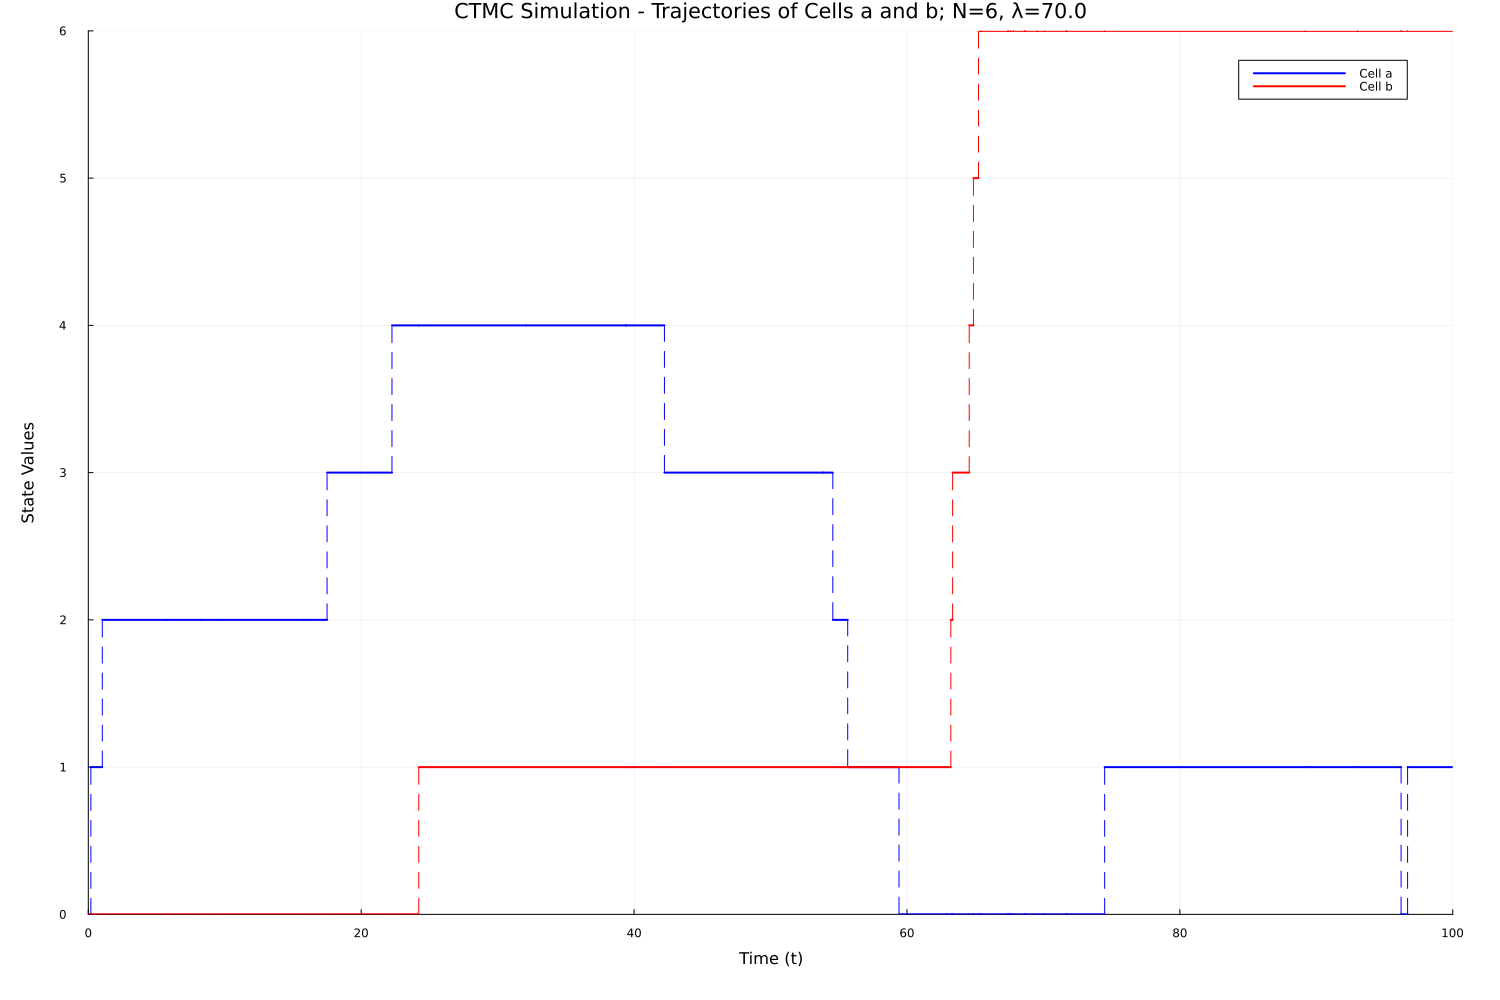 CTMC Simulation - Trajectories of Cells a and b; N=6, λ=70.0
6
5
4
3
2
1
0
State Values
Cell a
Cell b
0 20 40 60 80 100
Time (t)